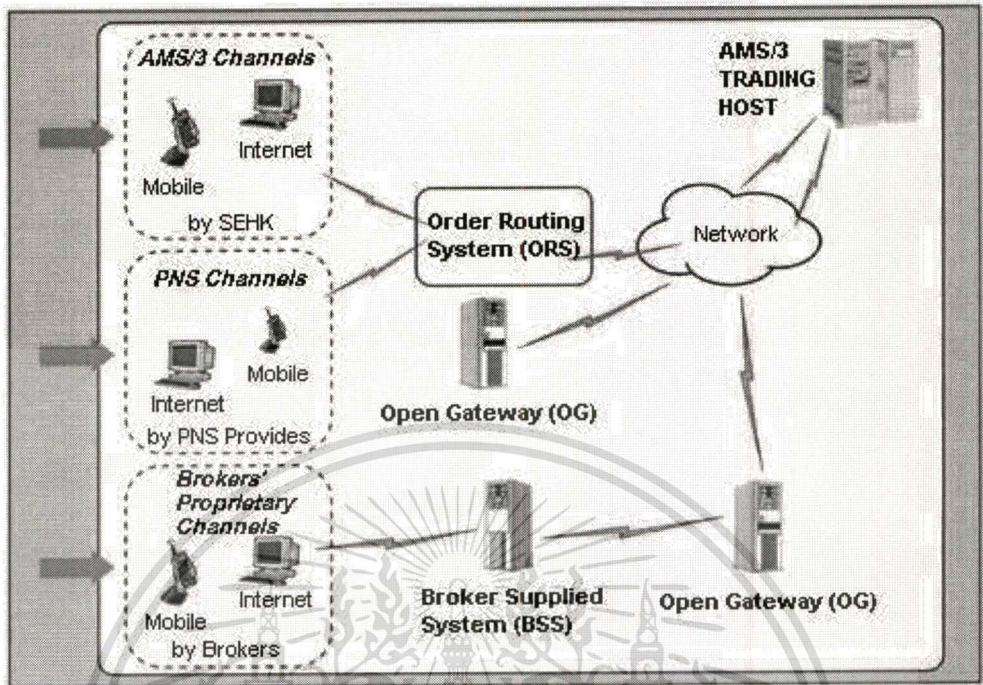 AMS/3 Channels
Internet
Mobile
by SEHK
AMS/3
TRADING
HOST
Order Routing
System (ORS)
Network
PNS Channels
Mobile
Internet
by PNS Provides
Open Gateway (OG)
Brokers'
Proprietary
Channels
Internet
Mobile
by Brokers
Broker Supplied
System (BSS)
Open Gateway (OG)